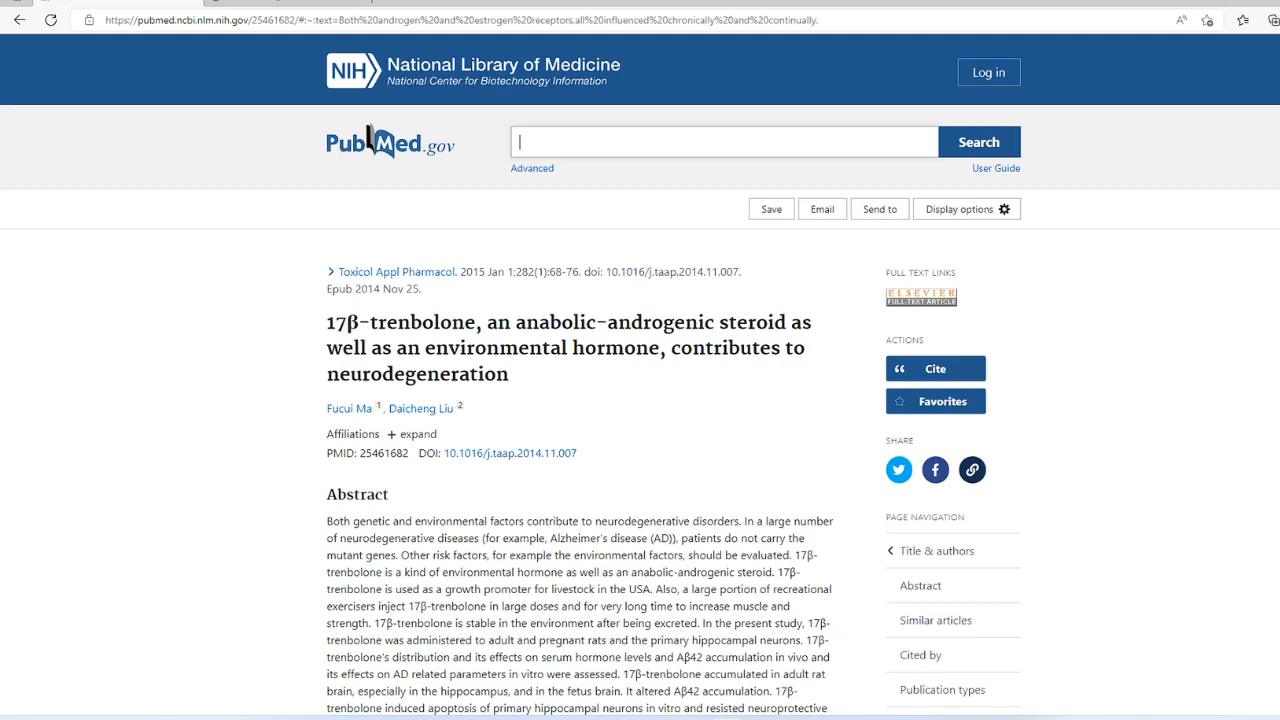 https://pubmed.ncbi.nlm.nih.gov/25461682/#:~:text=Both%20androgen%20and%20estrogen%20receptors.all%20influenced%20chronically%20and%20continually.
NIH National Library of Medicine
National Center for Biotechnology Information
Log in
PubMed.gov
Search
Advanced
User Guide
Save Email Send to Display options
Toxicol Appl Pharmacol. 2015 Jan 1;282(1):68-76. doi: 10.1016/j.taap.2014.11.007.
Epub 2014 Nov 25.
17β-trenbolone, an anabolic-androgenic steroid as
well as an environmental hormone, contributes to
neurodegeneration
Fucui Ma 1, Daicheng Liu 2
Affiliations + expand
PMID: 25461682 DOI: 10.1016/j.taap.2014.11.007
Abstract
Both genetic and environmental factors contribute to neurodegenerative disorders. In a large number
of neurodegenerative diseases (for example, Alzheimer's disease (AD)), patients do not carry the
mutant genes. Other risk factors, for example the environmental factors, should be evaluated. 17β-
trenbolone is a kind of environmental hormone as well as an anabolic-androgenic steroid. 17β-
trenbolone is used as a growth promoter for livestock in the USA. Also, a large portion of recreational
exercisers inject 17β-trenbolone in large doses and for very long time to increase muscle and
strength. 17β-trenbolone is stable in the environment after being excreted. In the present study, 17β-
trenbolone was administered to adult and pregnant rats and the primary hippocampal neurons. 17β-
trenbolone's distribution and its effects on serum hormone levels and Aβ42 accumulation in vivo and
its effects on AD related parameters in vitro were assessed. 17β-trenbolone accumulated in adult rat
brain, especially in the hippocampus, and in the fetus brain. It altered Aβ42 accumulation. 17β-
trenbolone induced apoptosis of primary hippocampal neurons in vitro and resisted neuroprotective
FULL TEXT LINKS
ELSEVIER
FULL-TEXT ARTICLE
ACTIONS
Cite
Favorites
SHARE
PAGE NAVIGATION
Title & authors
Abstract
Similar articles
Cited by
Publication types